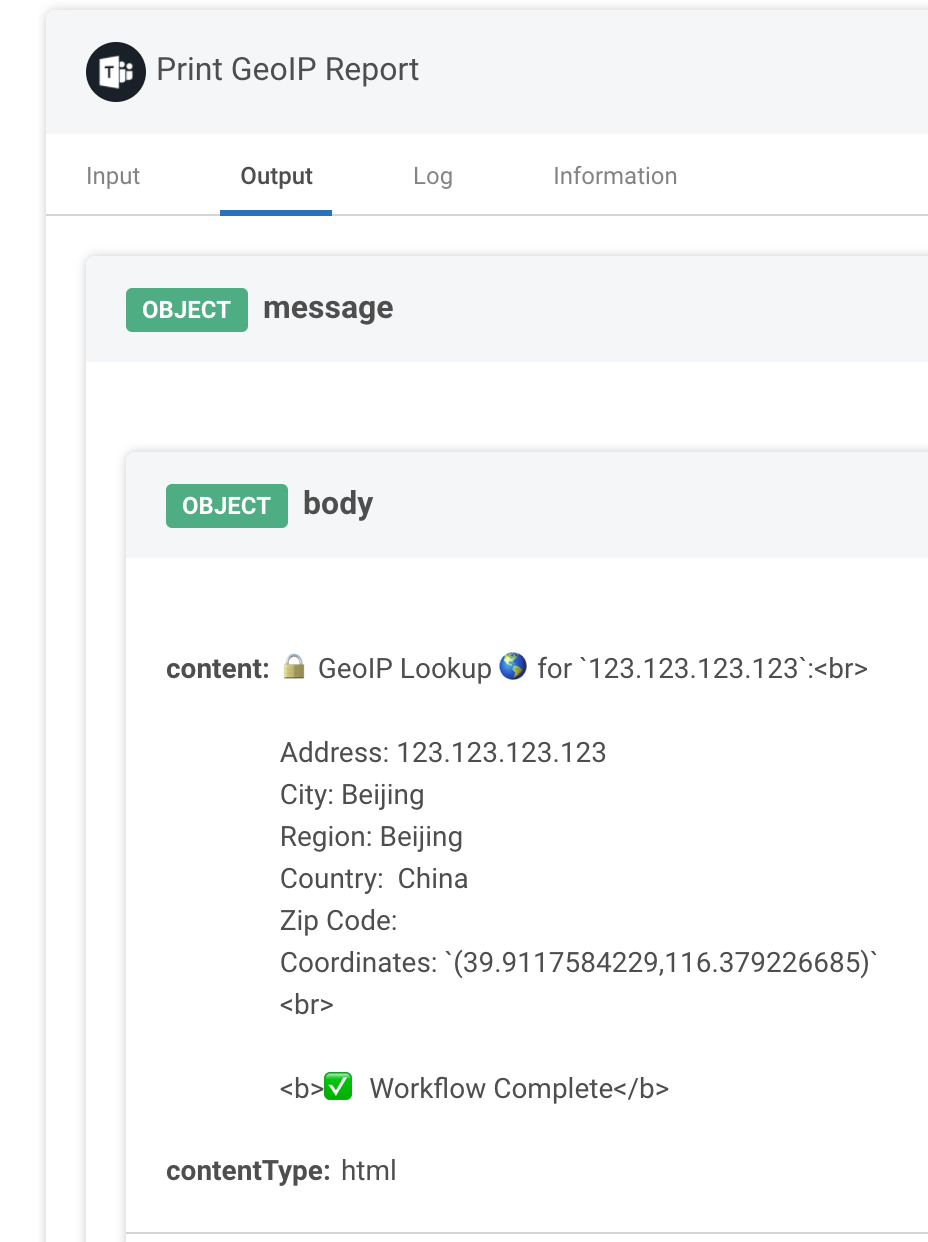 Print GeoIP Report
Input Output Log Information
OBJECT message
OBJECT body
content: 🔒 GeoIP Lookup 🌎 for `123.123.123.123`:<br>
Address: 123.123.123.123
City: Beijing
Region: Beijing
Country:  China
Zip Code:
Coordinates: `(39.9117584229,116.379226685)`
<br>
<b>✅ Workflow Complete</b>
contentType: html